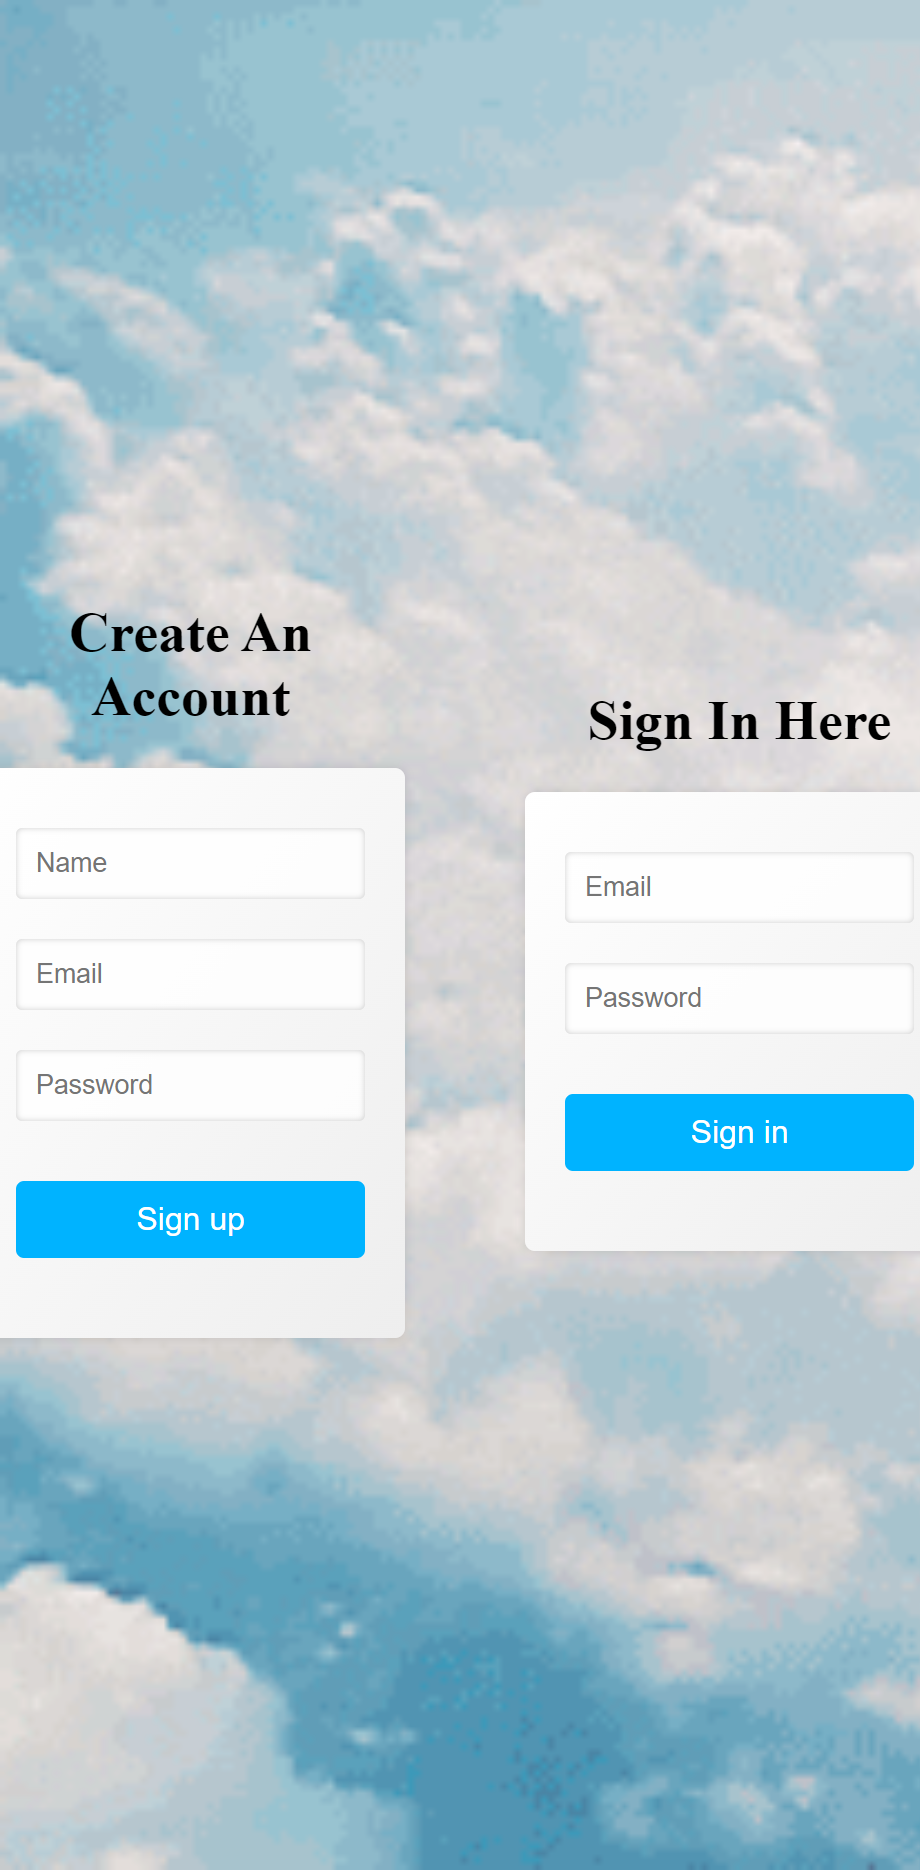 Create An
Account
Name
Email
Password
Sign up
Sign In Here
Email
Password
Sign in